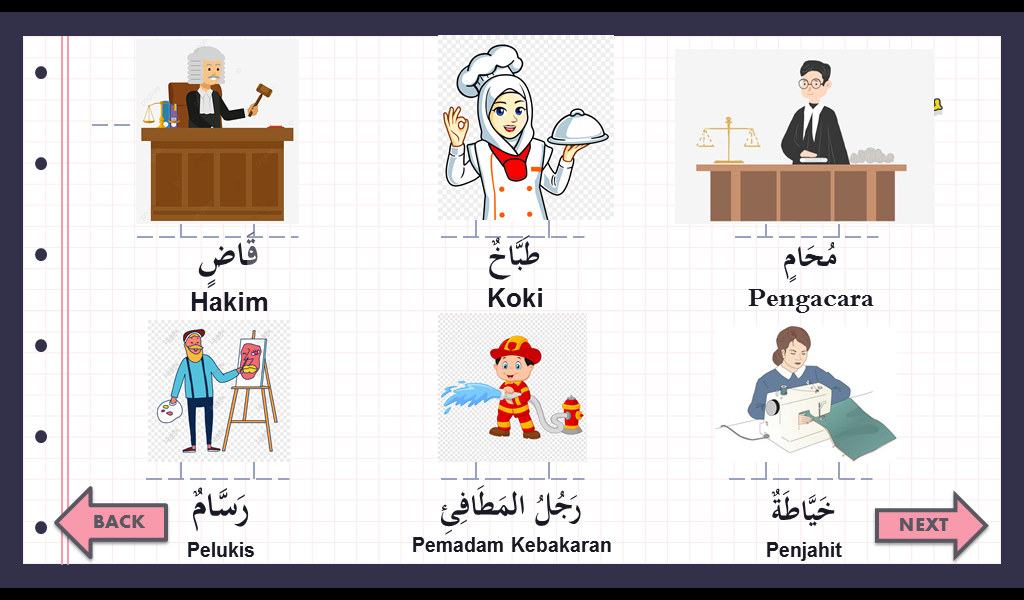 قَاضٍ
Hakim
طَبَّاخٌ
Koki
مُحَامٍ
Pengacara
رَسَّامٌ
Pelukis
رَجُلُ المَطَافِئِ
Pemadam Kebakaran
خَيَّاطَةٌ
Penjahit
BACK
NEXT